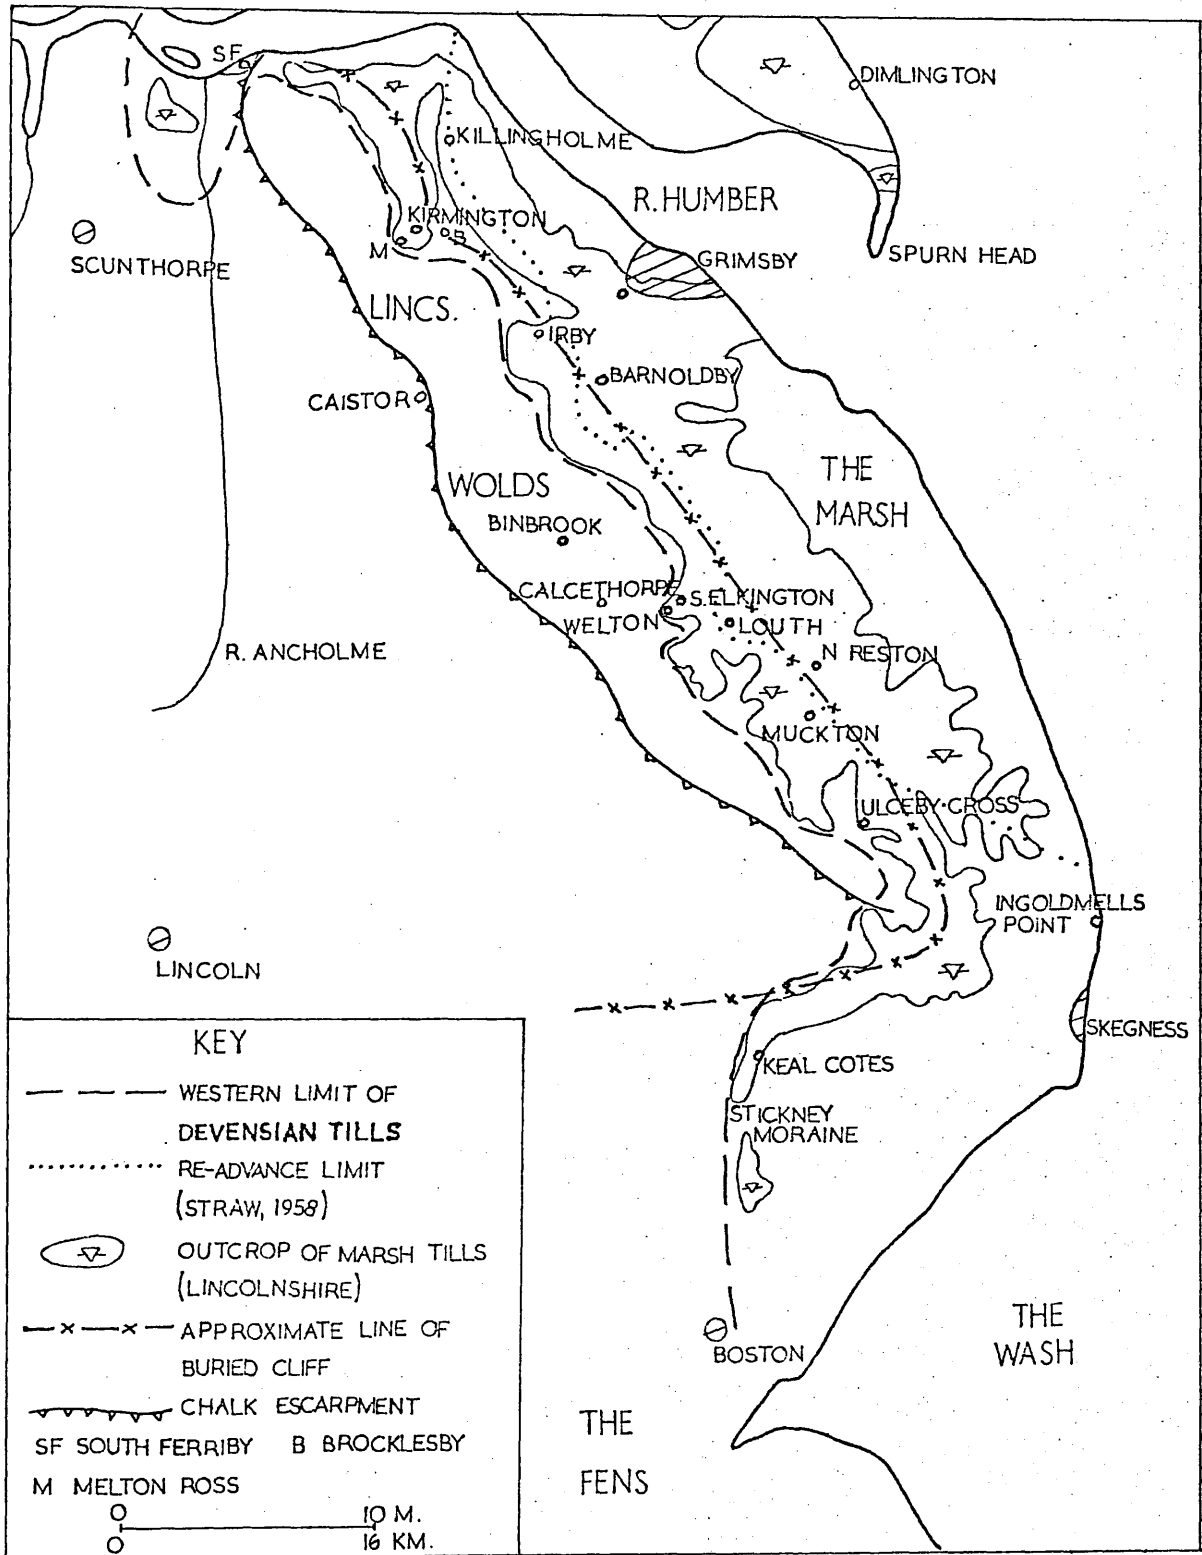 SF
DIMLINGTON
KILLINGHOLME
R. HUMBER
KIRMINGTON
M
B
SCUNTHORPE
GRIMSBY
SPURN HEAD
LINCS.
IRBY
BARNOLDBY
CAISTOR
THE
MARSH
WOLDS
BINBROOK
CALCETHORPE
S.ELKINGTON
WELTON
LOUTH
R. ANCHOLME
N RESTON
MUCKTON
ULCEBY CROSS
INGOLDMELLS
POINT
LINCOLN
SKEGNESS
KEAL COTES
STICKNEY
MORAINE
THE
WASH
BOSTON
THE
FENS
KEY
WESTERN LIMIT OF
DEVENSIAN TILLS
RE-ADVANCE LIMIT
(STRAW, 1958)
OUTCROP OF MARSH TILLS
(LINCOLNSHIRE)
APPROXIMATE LINE OF
BURIED CLIFF
CHALK ESCARPMENT
SF SOUTH FERRIBY B BROCKLESBY
M MELTON ROSS
0 10 M.
0 16 KM.